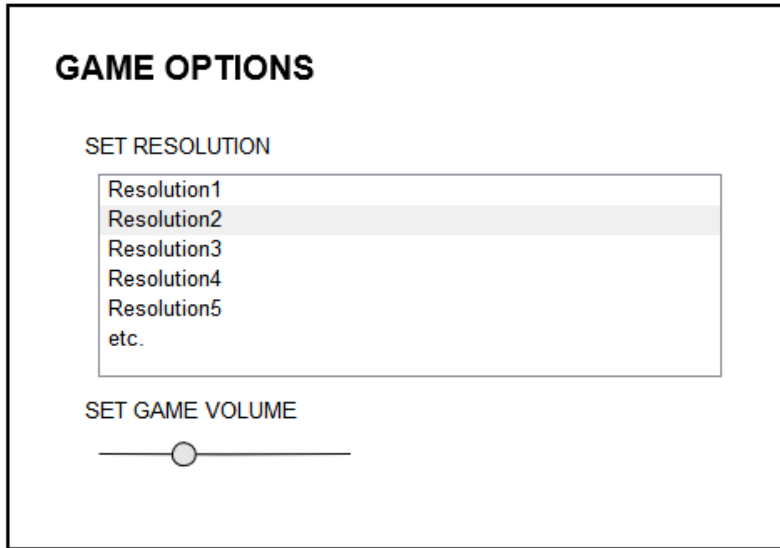 GAME OPTIONS
SET RESOLUTION
Resolution1
Resolution2
Resolution3
Resolution4
Resolution5
etc.
SET GAME VOLUME